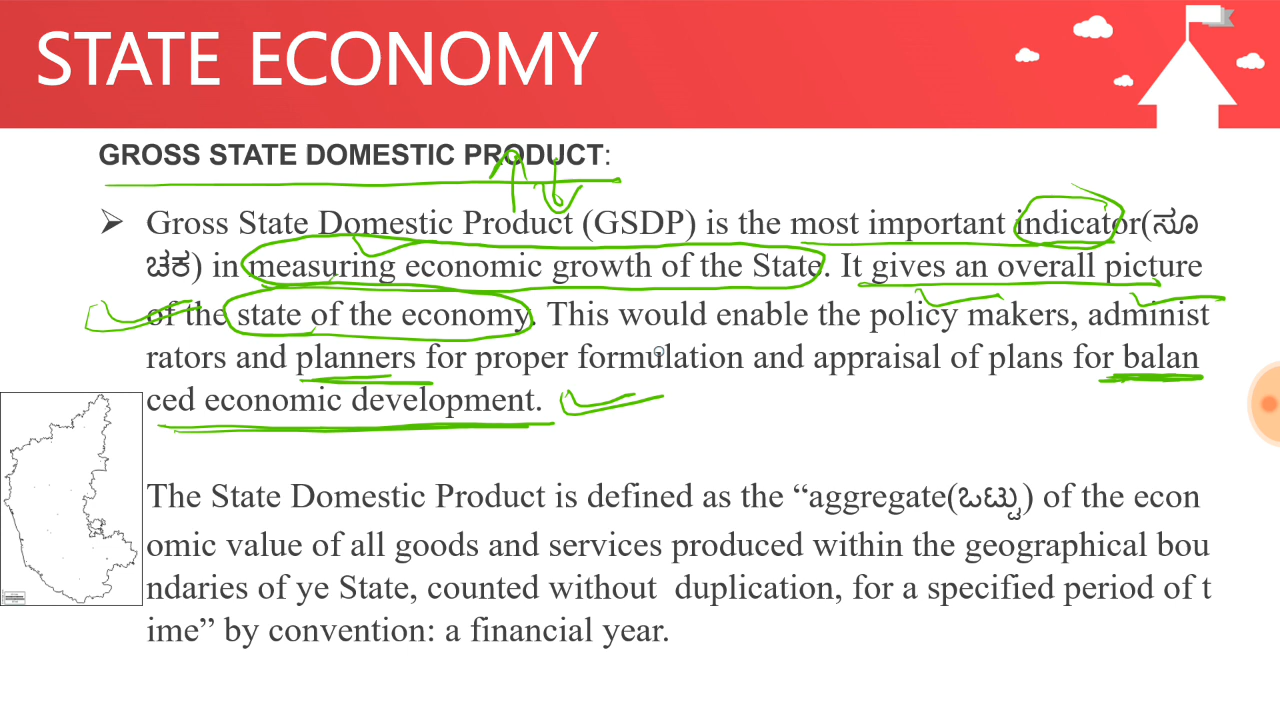 STATE ECONOMY
GROSS STATE DOMESTIC PRODUCT:
➢ Gross State Domestic Product (GSDP) is the most important indicator(ಸೂ
ಚಕ) in measuring economic growth of the State. It gives an overall picture
of the state of the economy. This would enable the policy makers, administ
rators and planners for proper formulation and appraisal of plans for balan
ced economic development.
The State Domestic Product is defined as the “aggregate(ಒಟ್ಟು) of the econ
omic value of all goods and services produced within the geographical bou
ndaries of ye State, counted without  duplication, for a specified period of t
ime” by convention: a financial year.